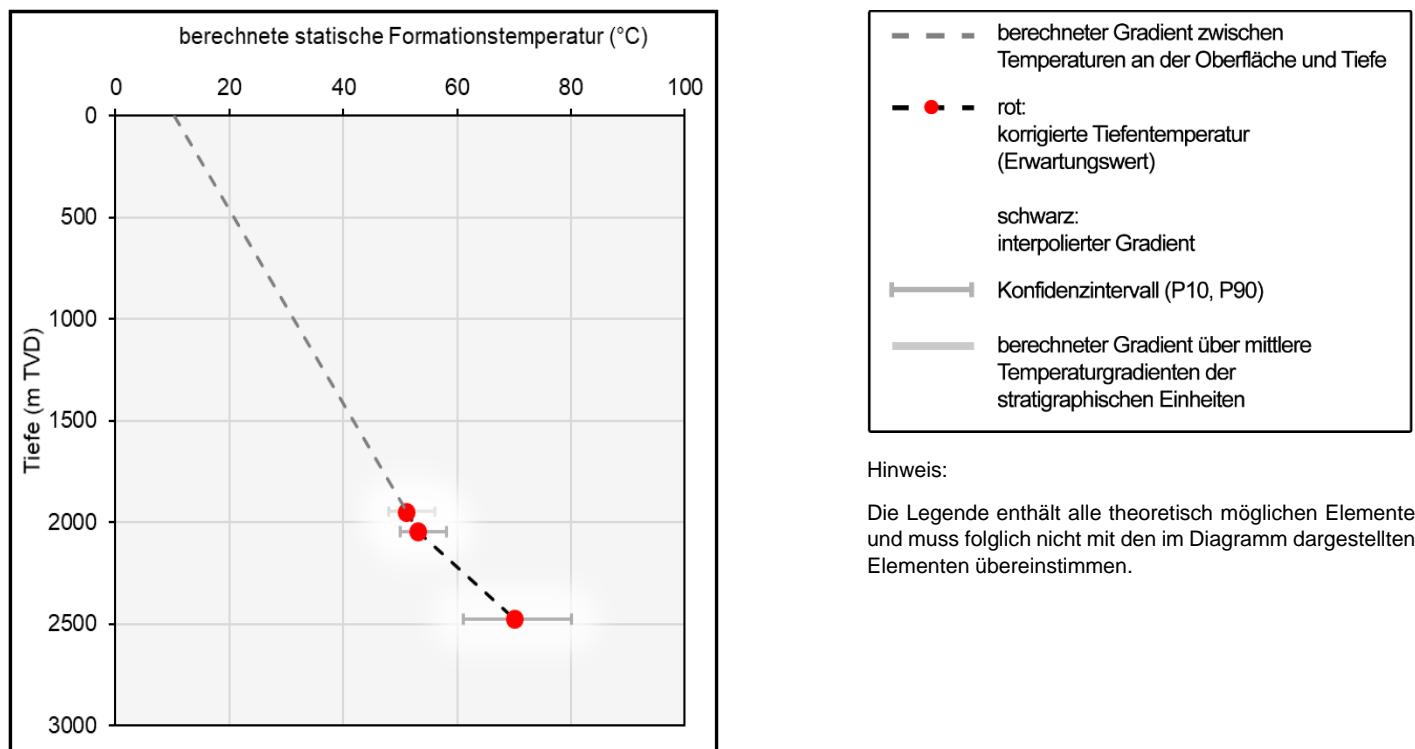 berechnete statische Formationstemperatur (°C)
0 20 40 60 80 100
0
500
1000
1500
2000
2500
3000
Tiefe (m TVD)
berechneter Gradient zwischen
Temperaturen an der Oberfläche und Tiefe
rot:
korrigierte Tiefentemperatur
(Erwartungswert)
schwarz:
interpolierter Gradient
Konfidenzintervall (P10, P90)
berechneter Gradient über mittlere
Temperaturgradienten der
stratigraphischen Einheiten
Hinweis:
Die Legende enthält alle theoretisch möglichen Elemente
und muss folglich nicht mit den im Diagramm dargestellten
Elementen übereinstimmen.